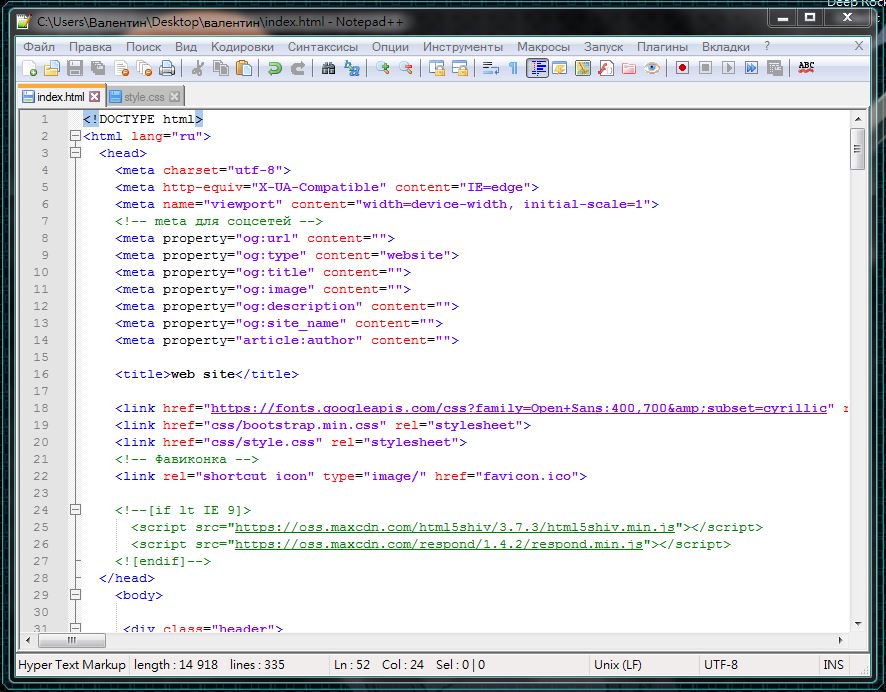 Deep Rock
C:\Users\Валентин\Desktop\валентин\index.html - Notepad++
Файл Правка Поиск Вид Кодировки Синтаксисы Опции Инструменты Макросы Запуск Плагины Вкладки ? X
ABC
index.html style.css
1 <!DOCTYPE html>
2 <html lang="ru">
3 <head>
4 <meta charset="utf-8">
5 <meta http-equiv="X-UA-Compatible" content="IE=edge">
6 <meta name="viewport" content="width=device-width, initial-scale=1">
7 <!-- meta для соцсетей -->
8 <meta property="og:url" content="">
9 <meta property="og:type" content="website">
10 <meta property="og:title" content="">
11 <meta property="og:image" content="">
12 <meta property="og:description" content="">
13 <meta property="og:site_name" content="">
14 <meta property="article:author" content="">
15
16 <title>web site</title>
17
18 <link href="https://fonts.googleapis.com/css?family=Open+Sans:400,700&amp;subset=cyrillic"
19 <link href="css/bootstrap.min.css" rel="stylesheet">
20 <link href="css/style.css" rel="stylesheet">
21 <!-- Фавиконка -->
22 <link rel="shortcut icon" type="image/" href="favicon.ico">
23
24 <!--[if lt IE 9]>
25 <script src="https://oss.maxcdn.com/html5shiv/3.7.3/html5shiv.min.js"></script>
26 <script src="https://oss.maxcdn.com/respond/1.4.2/respond.min.js"></script>
27 <![endif]-->
28 </head>
29 <body>
30
31 <div class="header">
Hyper Text Markup length : 14 918 lines : 335 Ln : 52 Col : 24 Sel : 0 | 0 Unix (LF) UTF-8 INS